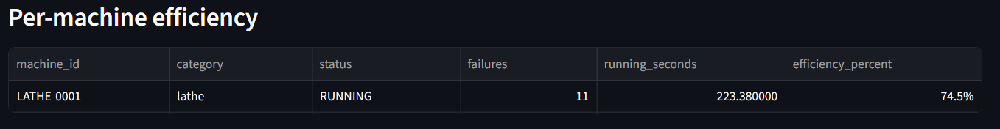 Per-machine efficiency
machine_id category status failures running_seconds efficiency_percent
LATHE-0001 lathe RUNNING 11 223.380000 74.5%